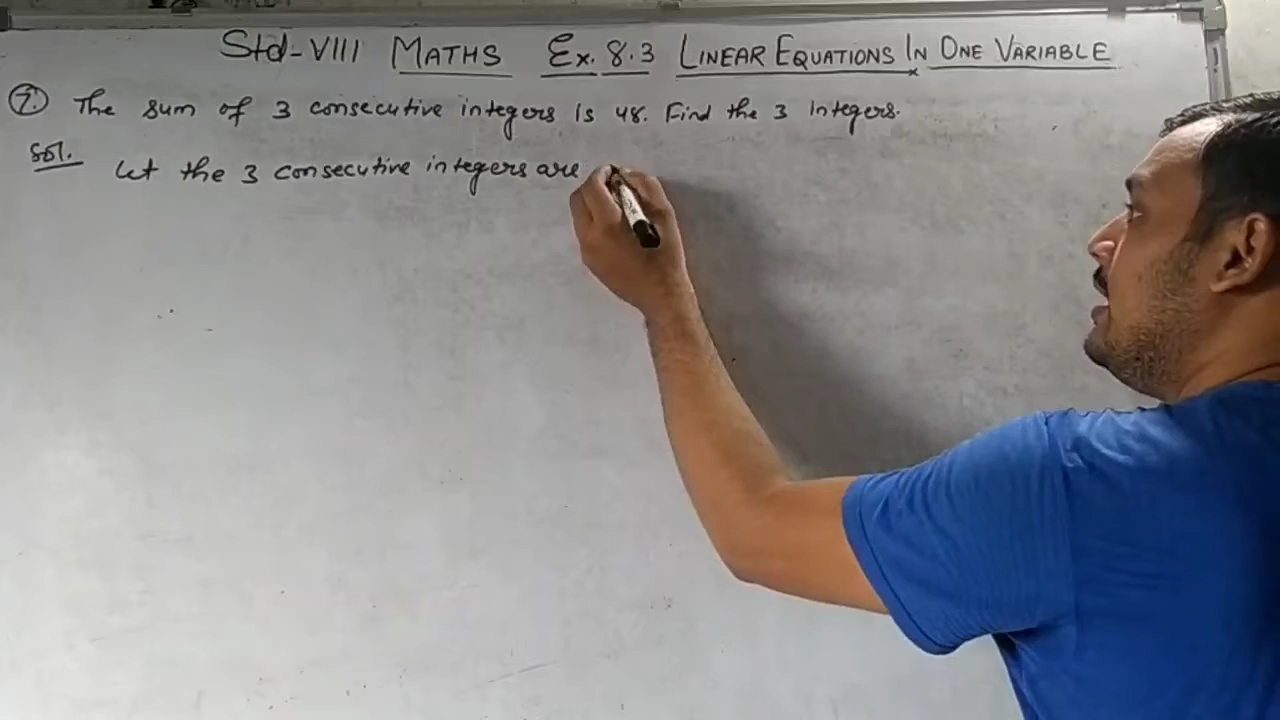 Std-VIII MATHS Ex. 8.3 LINEAR EQUATIONS IN ONE VARIABLE
7. The sum of 3 consecutive integers is 48. Find the 3 integers.
Sol. Let the 3 consecutive integers are